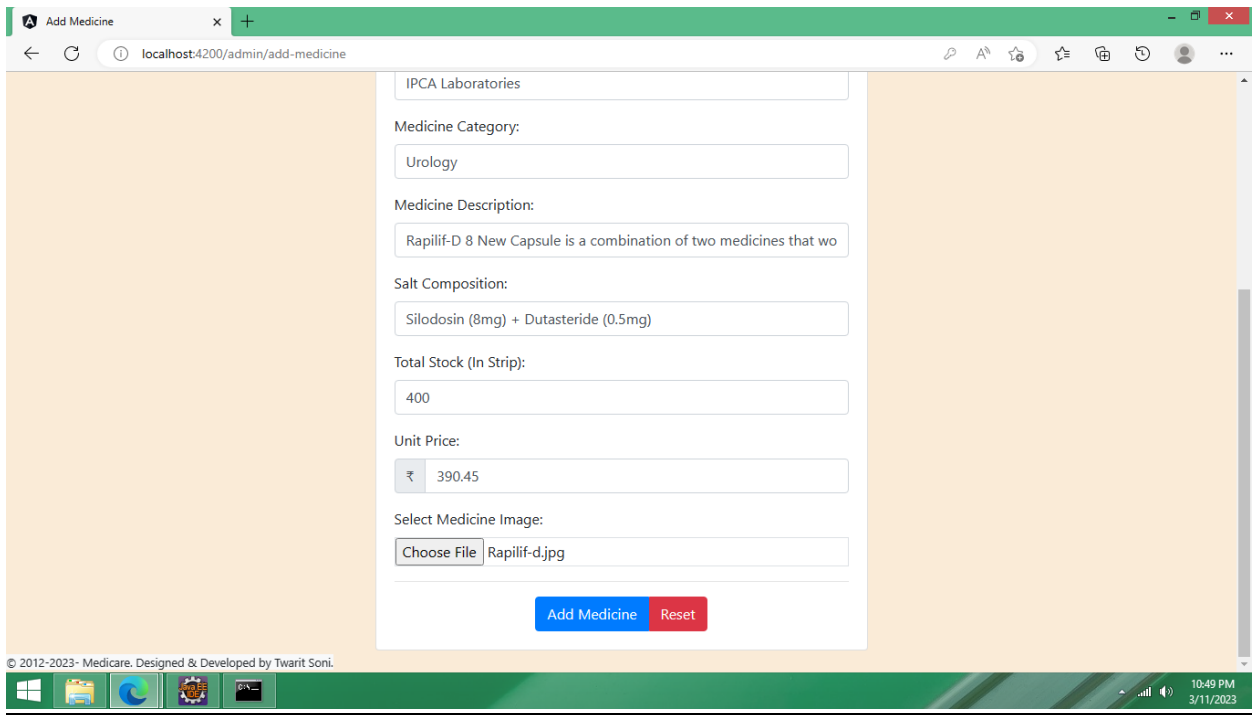 Add Medicine
localhost:4200/admin/add-medicine
IPCA Laboratories
Medicine Category:
Urology
Medicine Description:
Rapilif-D 8 New Capsule is a combination of two medicines that wo
Salt Composition:
Silodosin (8mg) + Dutasteride (0.5mg)
Total Stock (In Strip):
400
Unit Price:
₹ 390.45
Select Medicine Image:
Choose File Rapilif-d.jpg
Add Medicine Reset
© 2012-2023- Medicare. Designed & Developed by Twarit Soni.
Java EE
IDE
C:\_
10:49 PM
3/11/2023